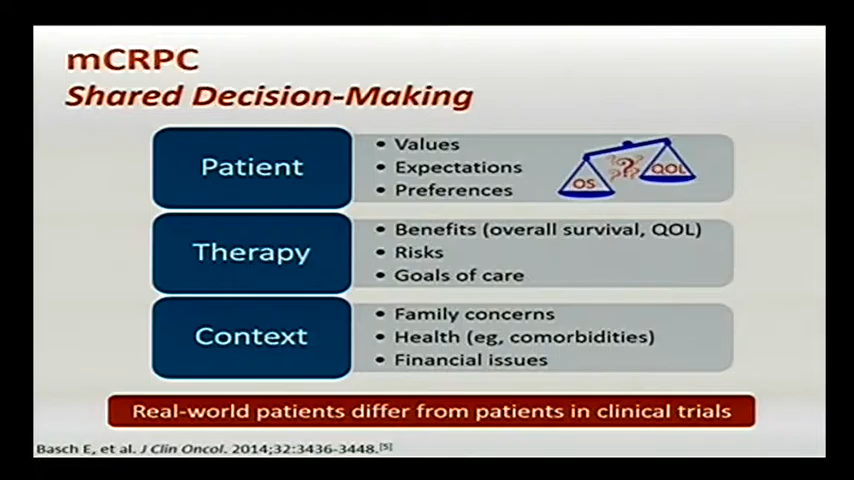 mCRPC
Shared Decision-Making
Patient
• Values
• Expectations
• Preferences
OS
???
QOL
Therapy
• Benefits (overall survival, QOL)
• Risks
• Goals of care
Context
• Family concerns
• Health (eg, comorbidities)
• Financial issues
Real-world patients differ from patients in clinical trials
Basch E, et al. J Clin Oncol. 2014;32:3436-3448.[5]